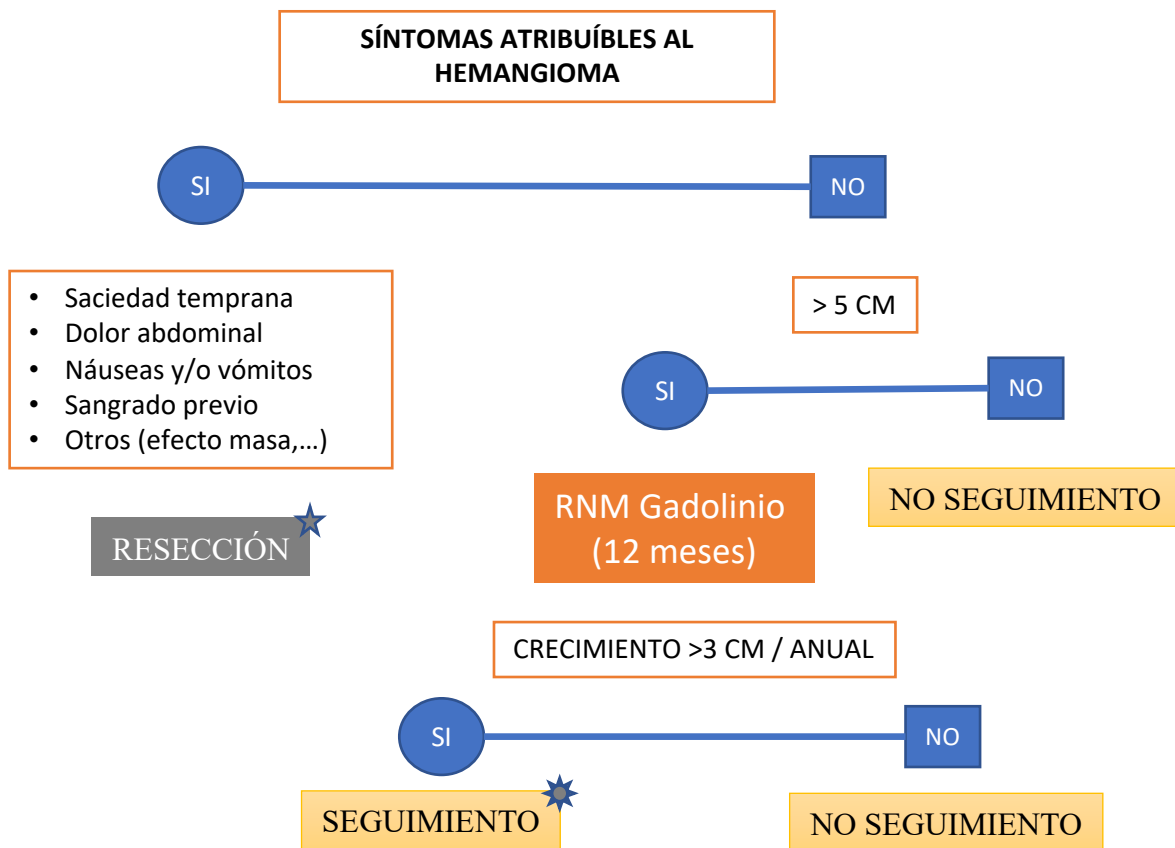 SÍNTOMAS ATRIBUÍBLES AL
HEMANGIOMA
SI
NO
• Saciedad temprana
• Dolor abdominal
• Náuseas y/o vómitos
• Sangrado previo
• Otros (efecto masa,…)
> 5 CM
SI
NO
RESECCIÓN
RNM Gadolinio
(12 meses)
NO SEGUIMIENTO
CRECIMIENTO >3 CM / ANUAL
SI
NO
SEGUIMIENTO
NO SEGUIMIENTO